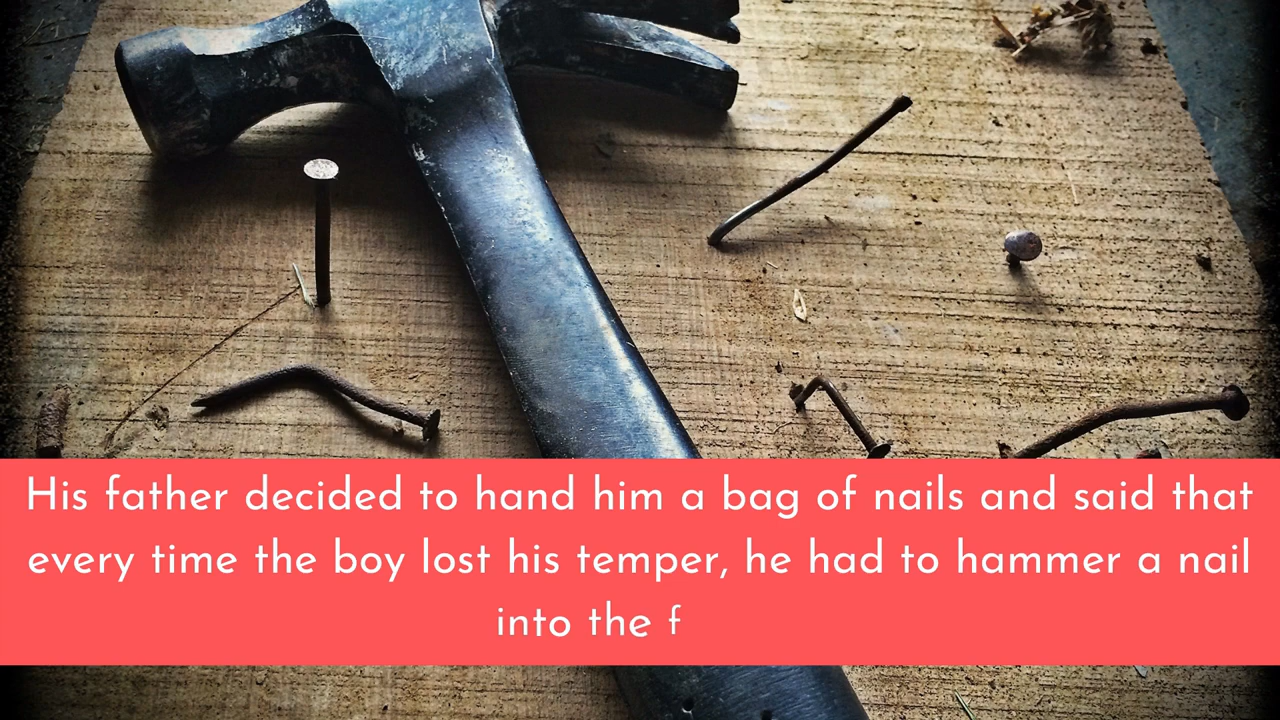 His father decided to hand him a bag of nails and said that
every time the boy lost his temper, he had to hammer a nail
into the f